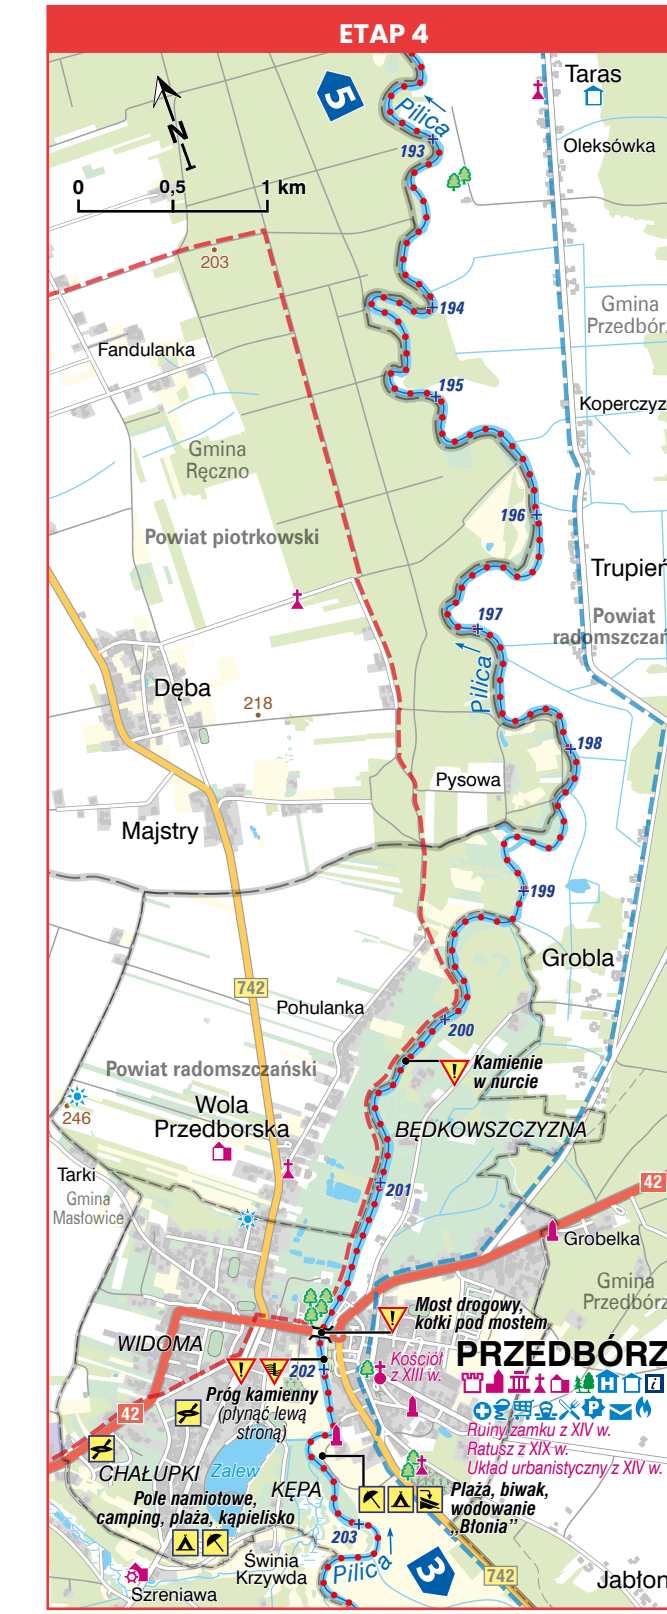 ETAP 4
5
Taras
Pilica
N
193
Oleksówka
0 0,5 1 km
203
194
Gmina
Przedbórz
Fandulanka
195
Koperczyz
Gmina
Ręczno
196
Powiat piotrkowski
Trupień
197
Powiat
radomszczań
Pilica
Dęba
218
198
Pysowa
Majstry
199
Grobla
742
Pohulanka
200
Kamienie
w nurcie
Powiat radomszczański
246
Wola
Przedborska
BĘDKOWSZCZYZNA
Tarki
42
201
Gmina
Masłowice
Grobelka
Gmina
Przedbórz
Most drogowy,
kołki pod mostem
WIDOMA
PRZEDBÓRZ
Kościół
z XIII w.
202
Próg kamienny
(płynąć lewą
stroną)
H
i
P
42
Ruiny zamku z XIV w.
Ratusz z XIX w.
Układ urbanistyczny z XIV w.
CHAŁUPKI
Zalew
KĘPA
Pole namiotowe,
camping, plaża, kąpielisko
Plaża, biwak,
wodowanie
„Błonia”
203
Świnia
Krzywda
Pilica
3
742
Jabłon
Szreniawa